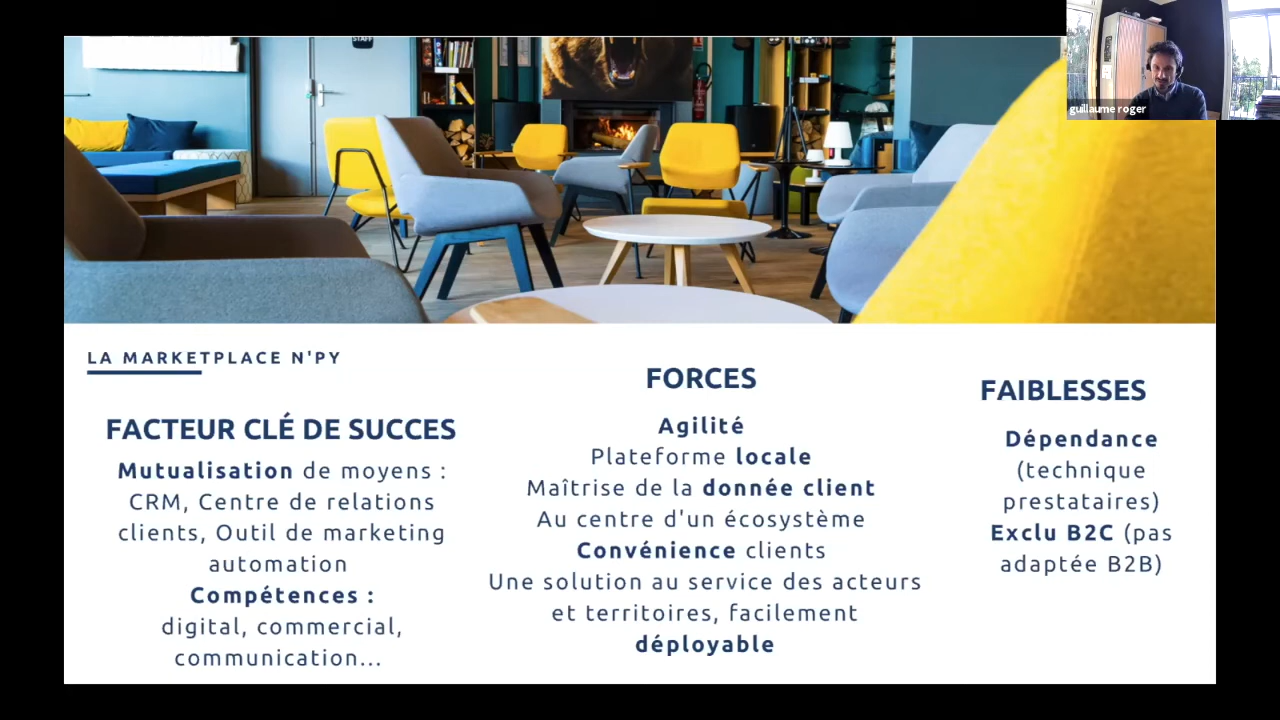 STAFF
guillaume roger
LA MARKETPLACE N'PY
FACTEUR CLÉ DE SUCCES
Mutualisation de moyens :
CRM, Centre de relations
clients, Outil de marketing
automation
Compétences :
digital, commercial,
communication...
FORCES
Agilité
Plateforme locale
Maîtrise de la donnée client
Au centre d'un écosystème
Convénience clients
Une solution au service des acteurs
et territoires, facilement
déployable
FAIBLESSES
Dépendance
(technique
prestataires)
Exclu B2C (pas
adaptée B2B)